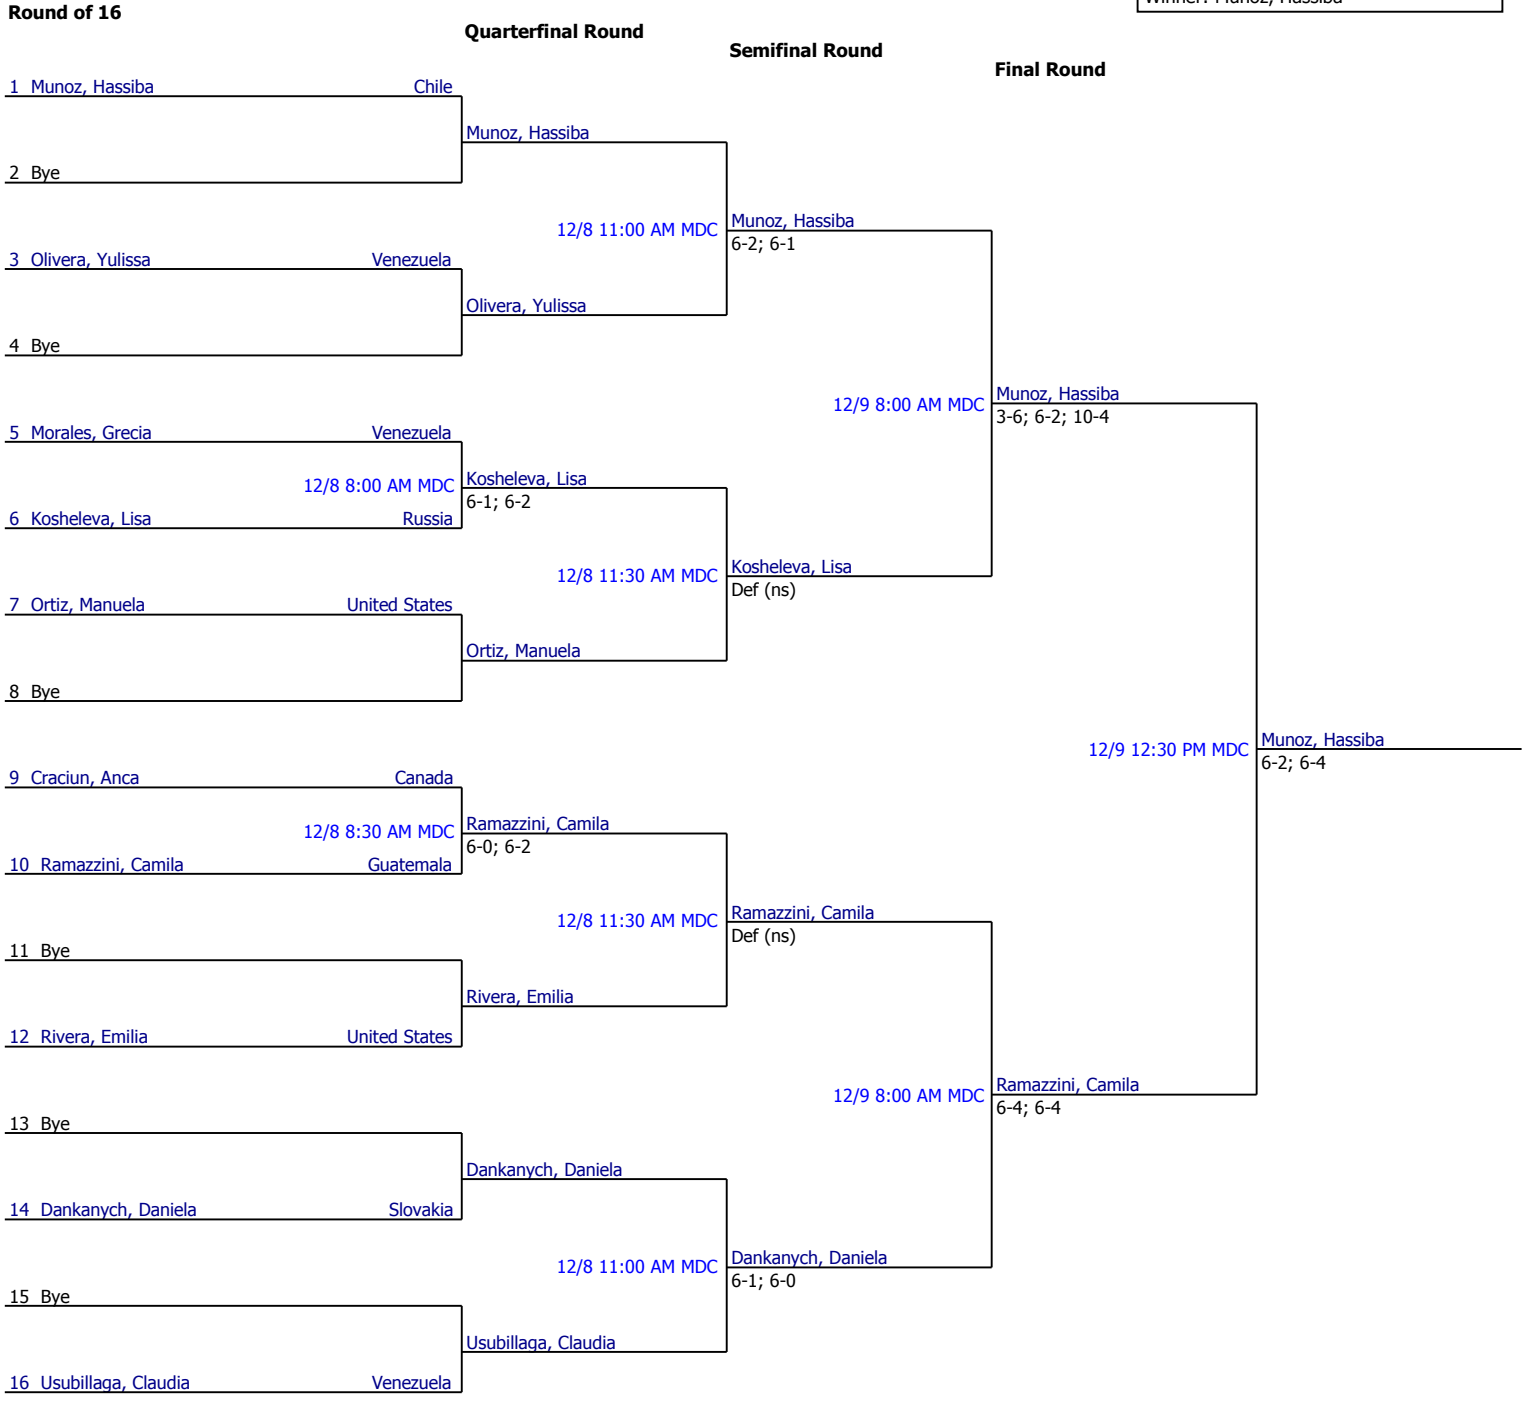 Winner: Munoz, Hassiba
Round of 16
Quarterfinal Round
Semifinal Round
Final Round
1 Munoz, Hassiba Chile
Munoz, Hassiba
2 Bye
12/8 11:00 AM MDC Munoz, Hassiba
6-2; 6-1
3 Olivera, Yulissa Venezuela
Olivera, Yulissa
4 Bye
12/9 8:00 AM MDC Munoz, Hassiba
3-6; 6-2; 10-4
5 Morales, Grecia Venezuela
12/8 8:00 AM MDC Kosheleva, Lisa
6-1; 6-2
6 Kosheleva, Lisa Russia
12/8 11:30 AM MDC Kosheleva, Lisa
Def (ns)
7 Ortiz, Manuela United States
Ortiz, Manuela
8 Bye
12/9 12:30 PM MDC Munoz, Hassiba
6-2; 6-4
9 Craciun, Anca Canada
12/8 8:30 AM MDC Ramazzini, Camila
6-0; 6-2
10 Ramazzini, Camila Guatemala
12/8 11:30 AM MDC Ramazzini, Camila
Def (ns)
11 Bye
Rivera, Emilia
12 Rivera, Emilia United States
12/9 8:00 AM MDC Ramazzini, Camila
6-4; 6-4
13 Bye
Dankanych, Daniela
14 Dankanych, Daniela Slovakia
12/8 11:00 AM MDC Dankanych, Daniela
6-1; 6-0
15 Bye
Usubillaga, Claudia
16 Usubillaga, Claudia Venezuela